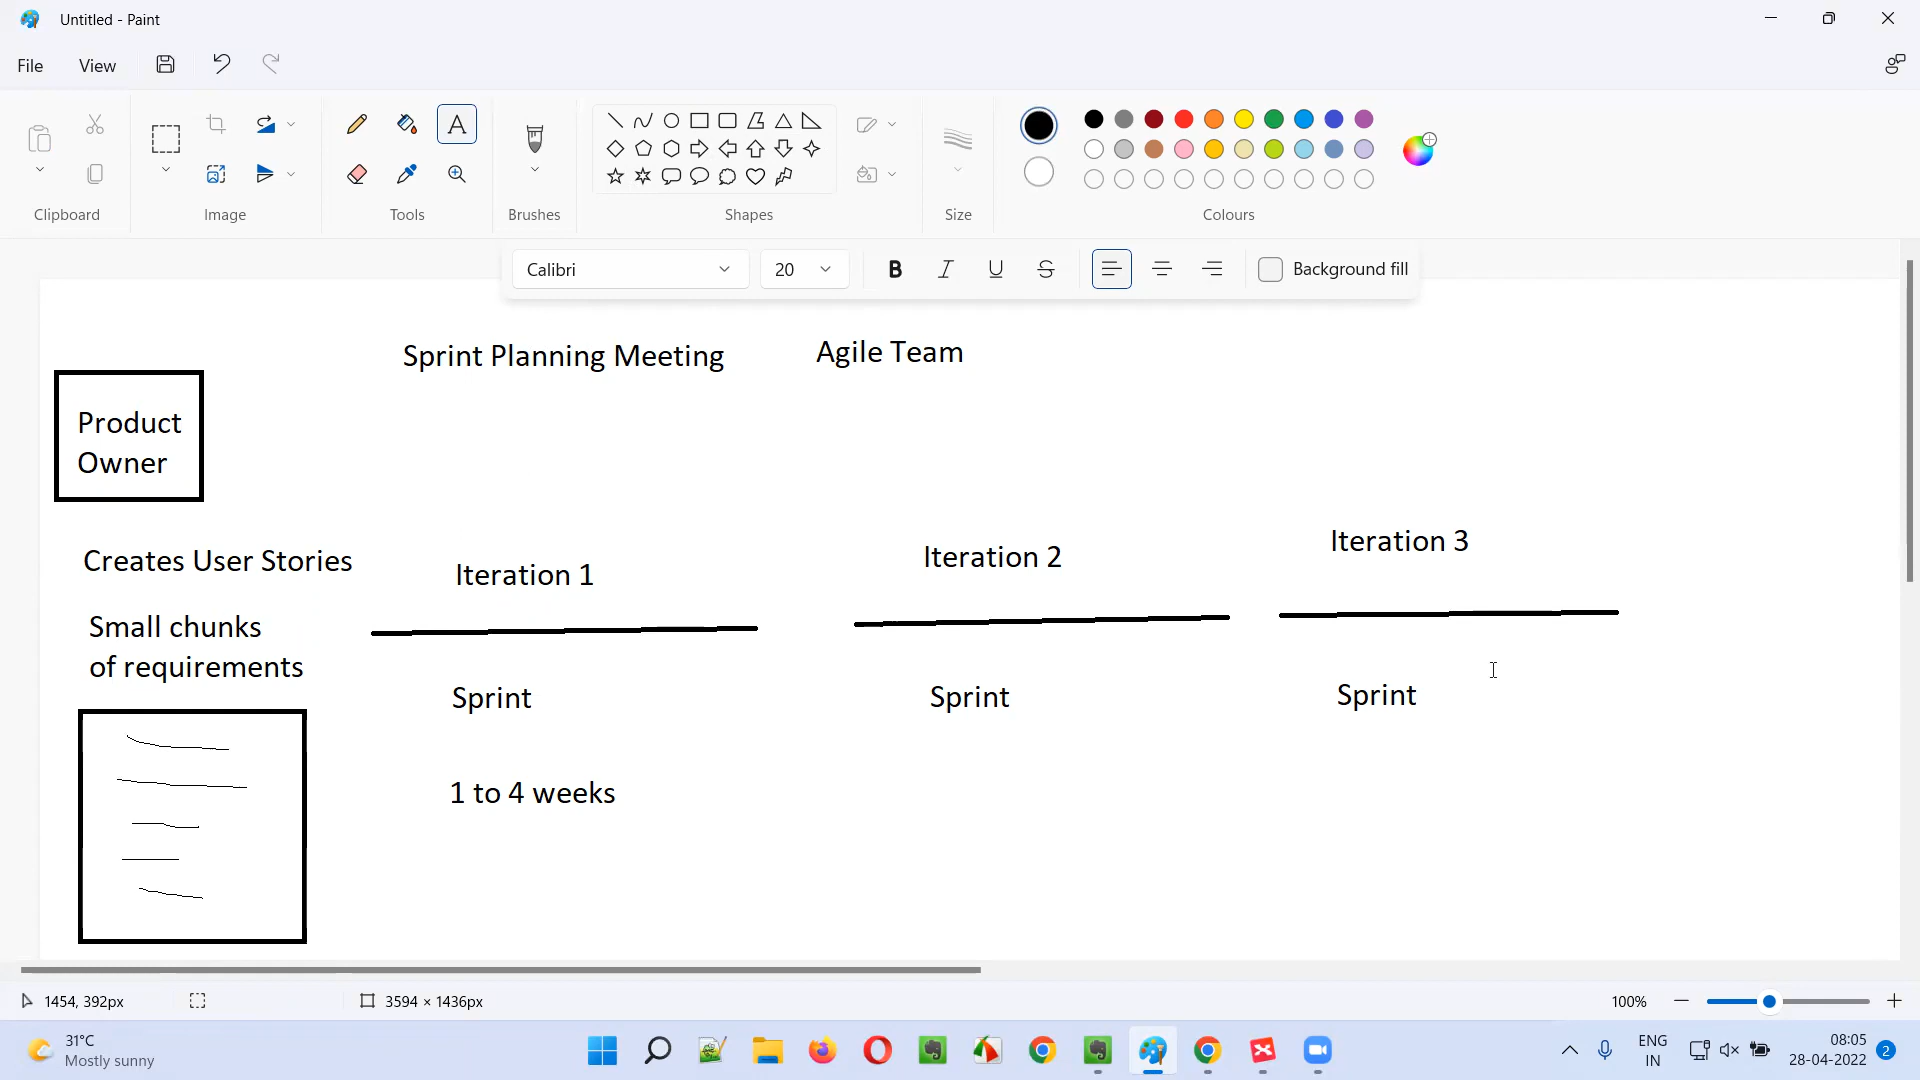 Untitled - Paint
File
View
Clipboard
Image
Tools
Brushes
Shapes
Size
Colours
Calibri
20
B
I
U
S
Background fill
Sprint Planning Meeting
Agile Team
Product
Owner
Creates User Stories
Iteration 1
Iteration 2
Iteration 3
Small chunks
of requirements
Sprint
Sprint
Sprint
1 to 4 weeks
1454, 392px
3594 × 1436px
100%
31°C
Mostly sunny
ENG
IN
08:05
28-04-2022
2